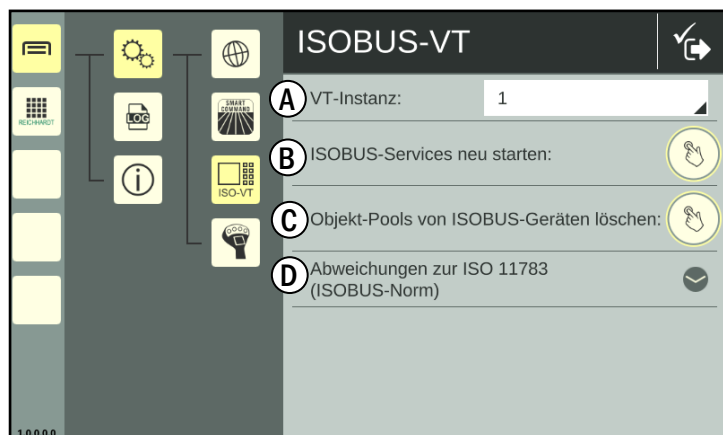 ISOBUS-VT
REICHHARDT
LOG
SMART
COMMAND
ISO-VT
A VT-Instanz: 1
B ISOBUS-Services neu starten:
C Objekt-Pools von ISOBUS-Geräten löschen:
D Abweichungen zur ISO 11783
(ISOBUS-Norm)